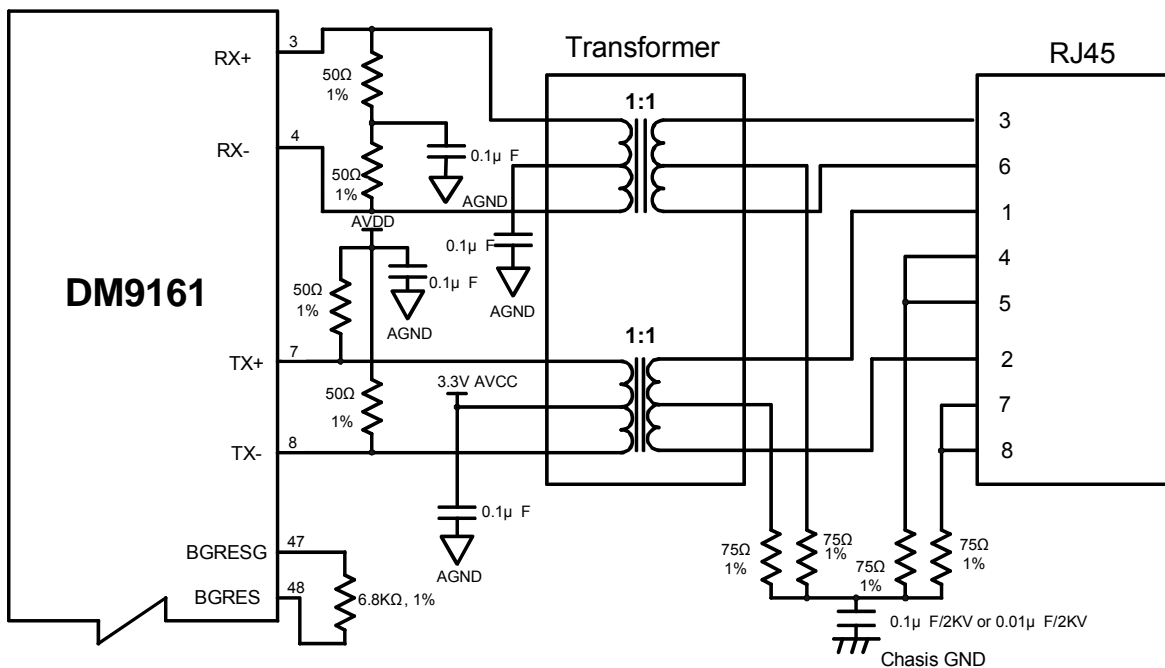 Transformer
RJ45
RX+
3
50Ω
1%
1:1
3
RX-
4
0.1µ F
6
50Ω
1%
AGND
1
AVDD
0.1µ F
4
DM9161
50Ω
1%
0.1µ F
AGND
AGND
5
1:1
TX+
7
2
3.3V AVCC
50Ω
1%
7
TX-
8
8
0.1µ F
BGRESG
47
AGND
75Ω
1%
75Ω
1%
75Ω
1%
75Ω
1%
BGRES
48
6.8KΩ, 1%
0.1µ F/2KV or 0.01µ F/2KV
Chasis GND